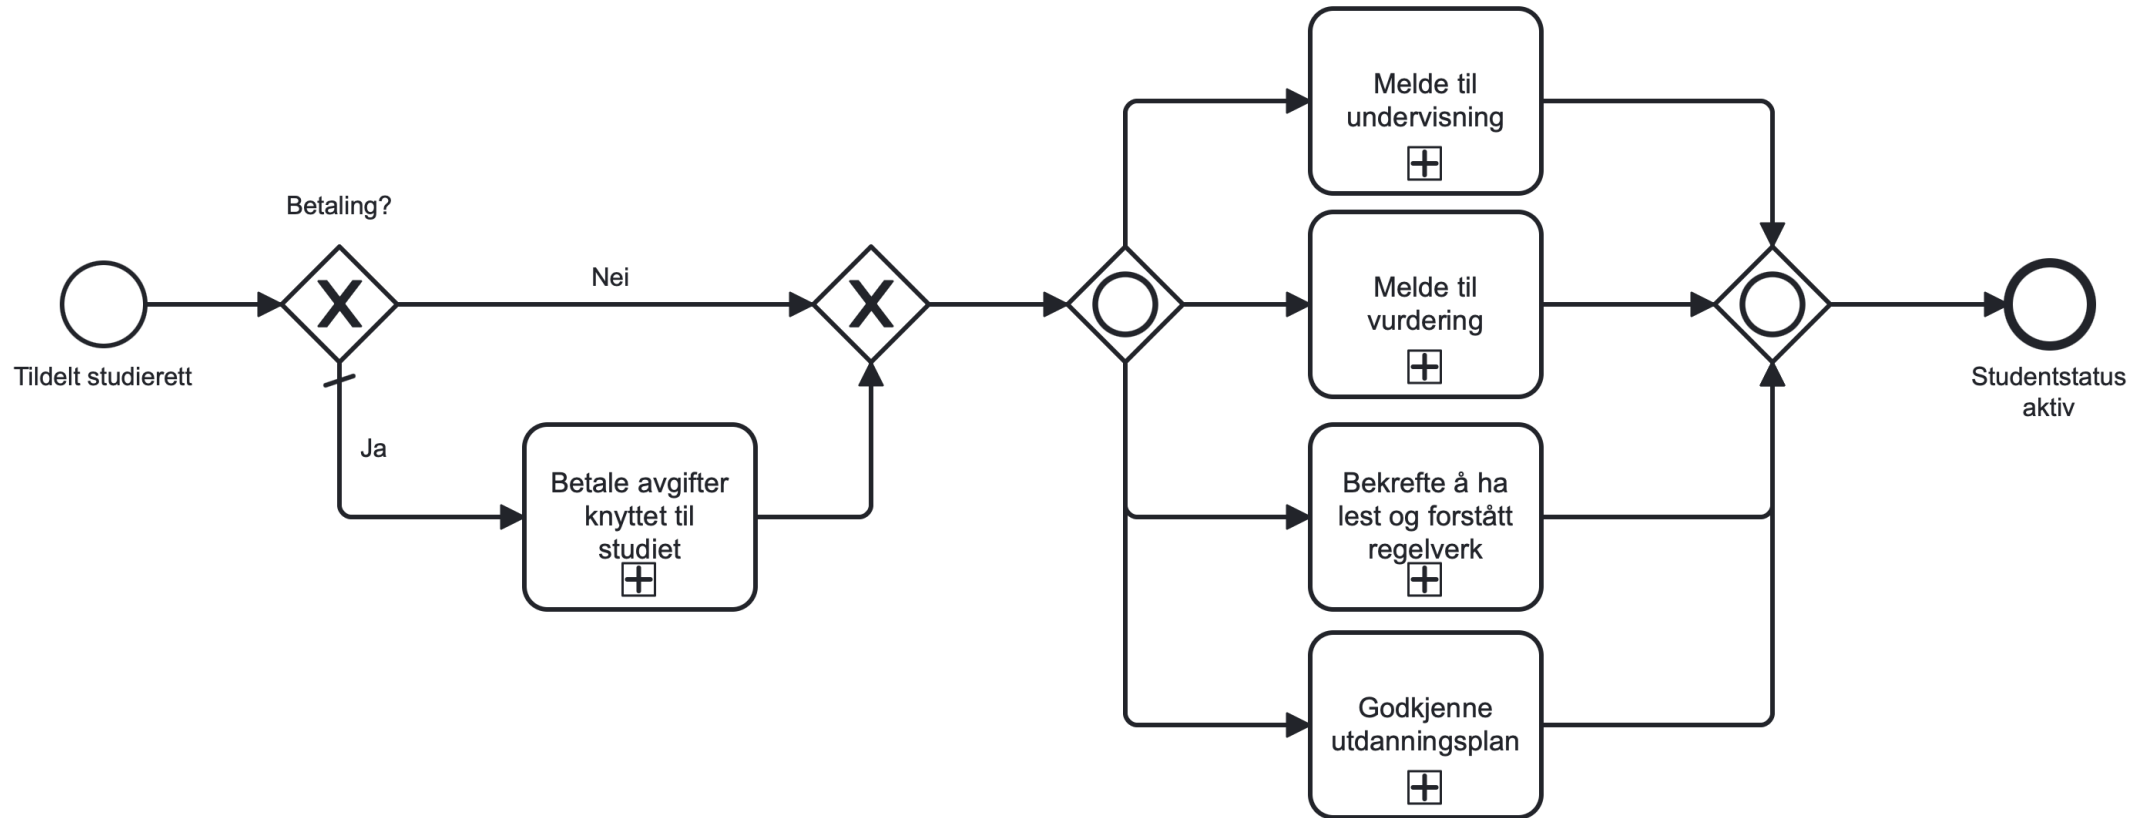 Tildelt studierett
Betaling?
Nei
Ja
Betale avgifter
knyttet til
studiet
Melde til
undervisning
Melde til
vurdering
Bekrefte å ha
lest og forstått
regelverk
Godkjenne
utdanningsplan
Studentstatus
aktiv